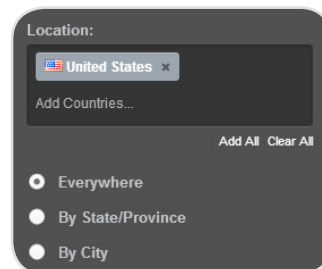 Location:
United States ×
Add Countries...
Add All Clear All
Everywhere
By State/Province
By City